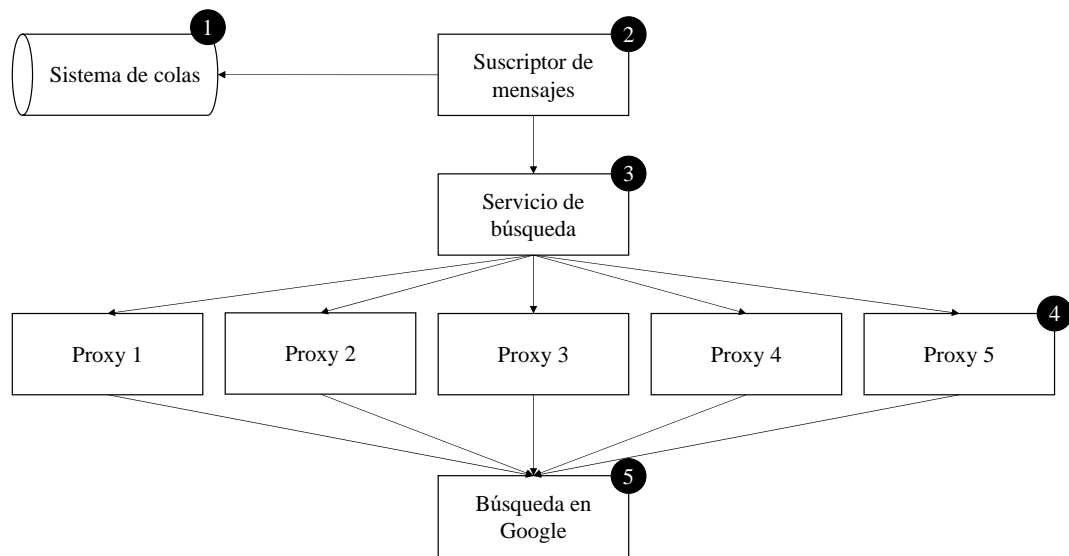 1
Sistema de colas
2
Suscriptor de
mensajes
3
Servicio de
búsqueda
4
Proxy 1
Proxy 2
Proxy 3
Proxy 4
Proxy 5
5
Búsqueda en
Google